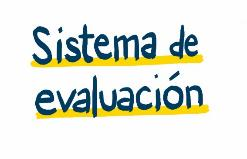 Sistema de
evaluación